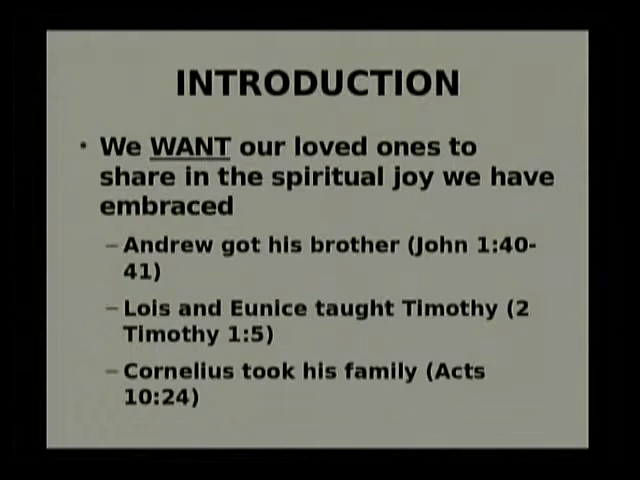 INTRODUCTION
• We WANT our loved ones to
share in the spiritual joy we have
embraced
– Andrew got his brother (John 1:40-
41)
– Lois and Eunice taught Timothy (2
Timothy 1:5)
– Cornelius took his family (Acts
10:24)